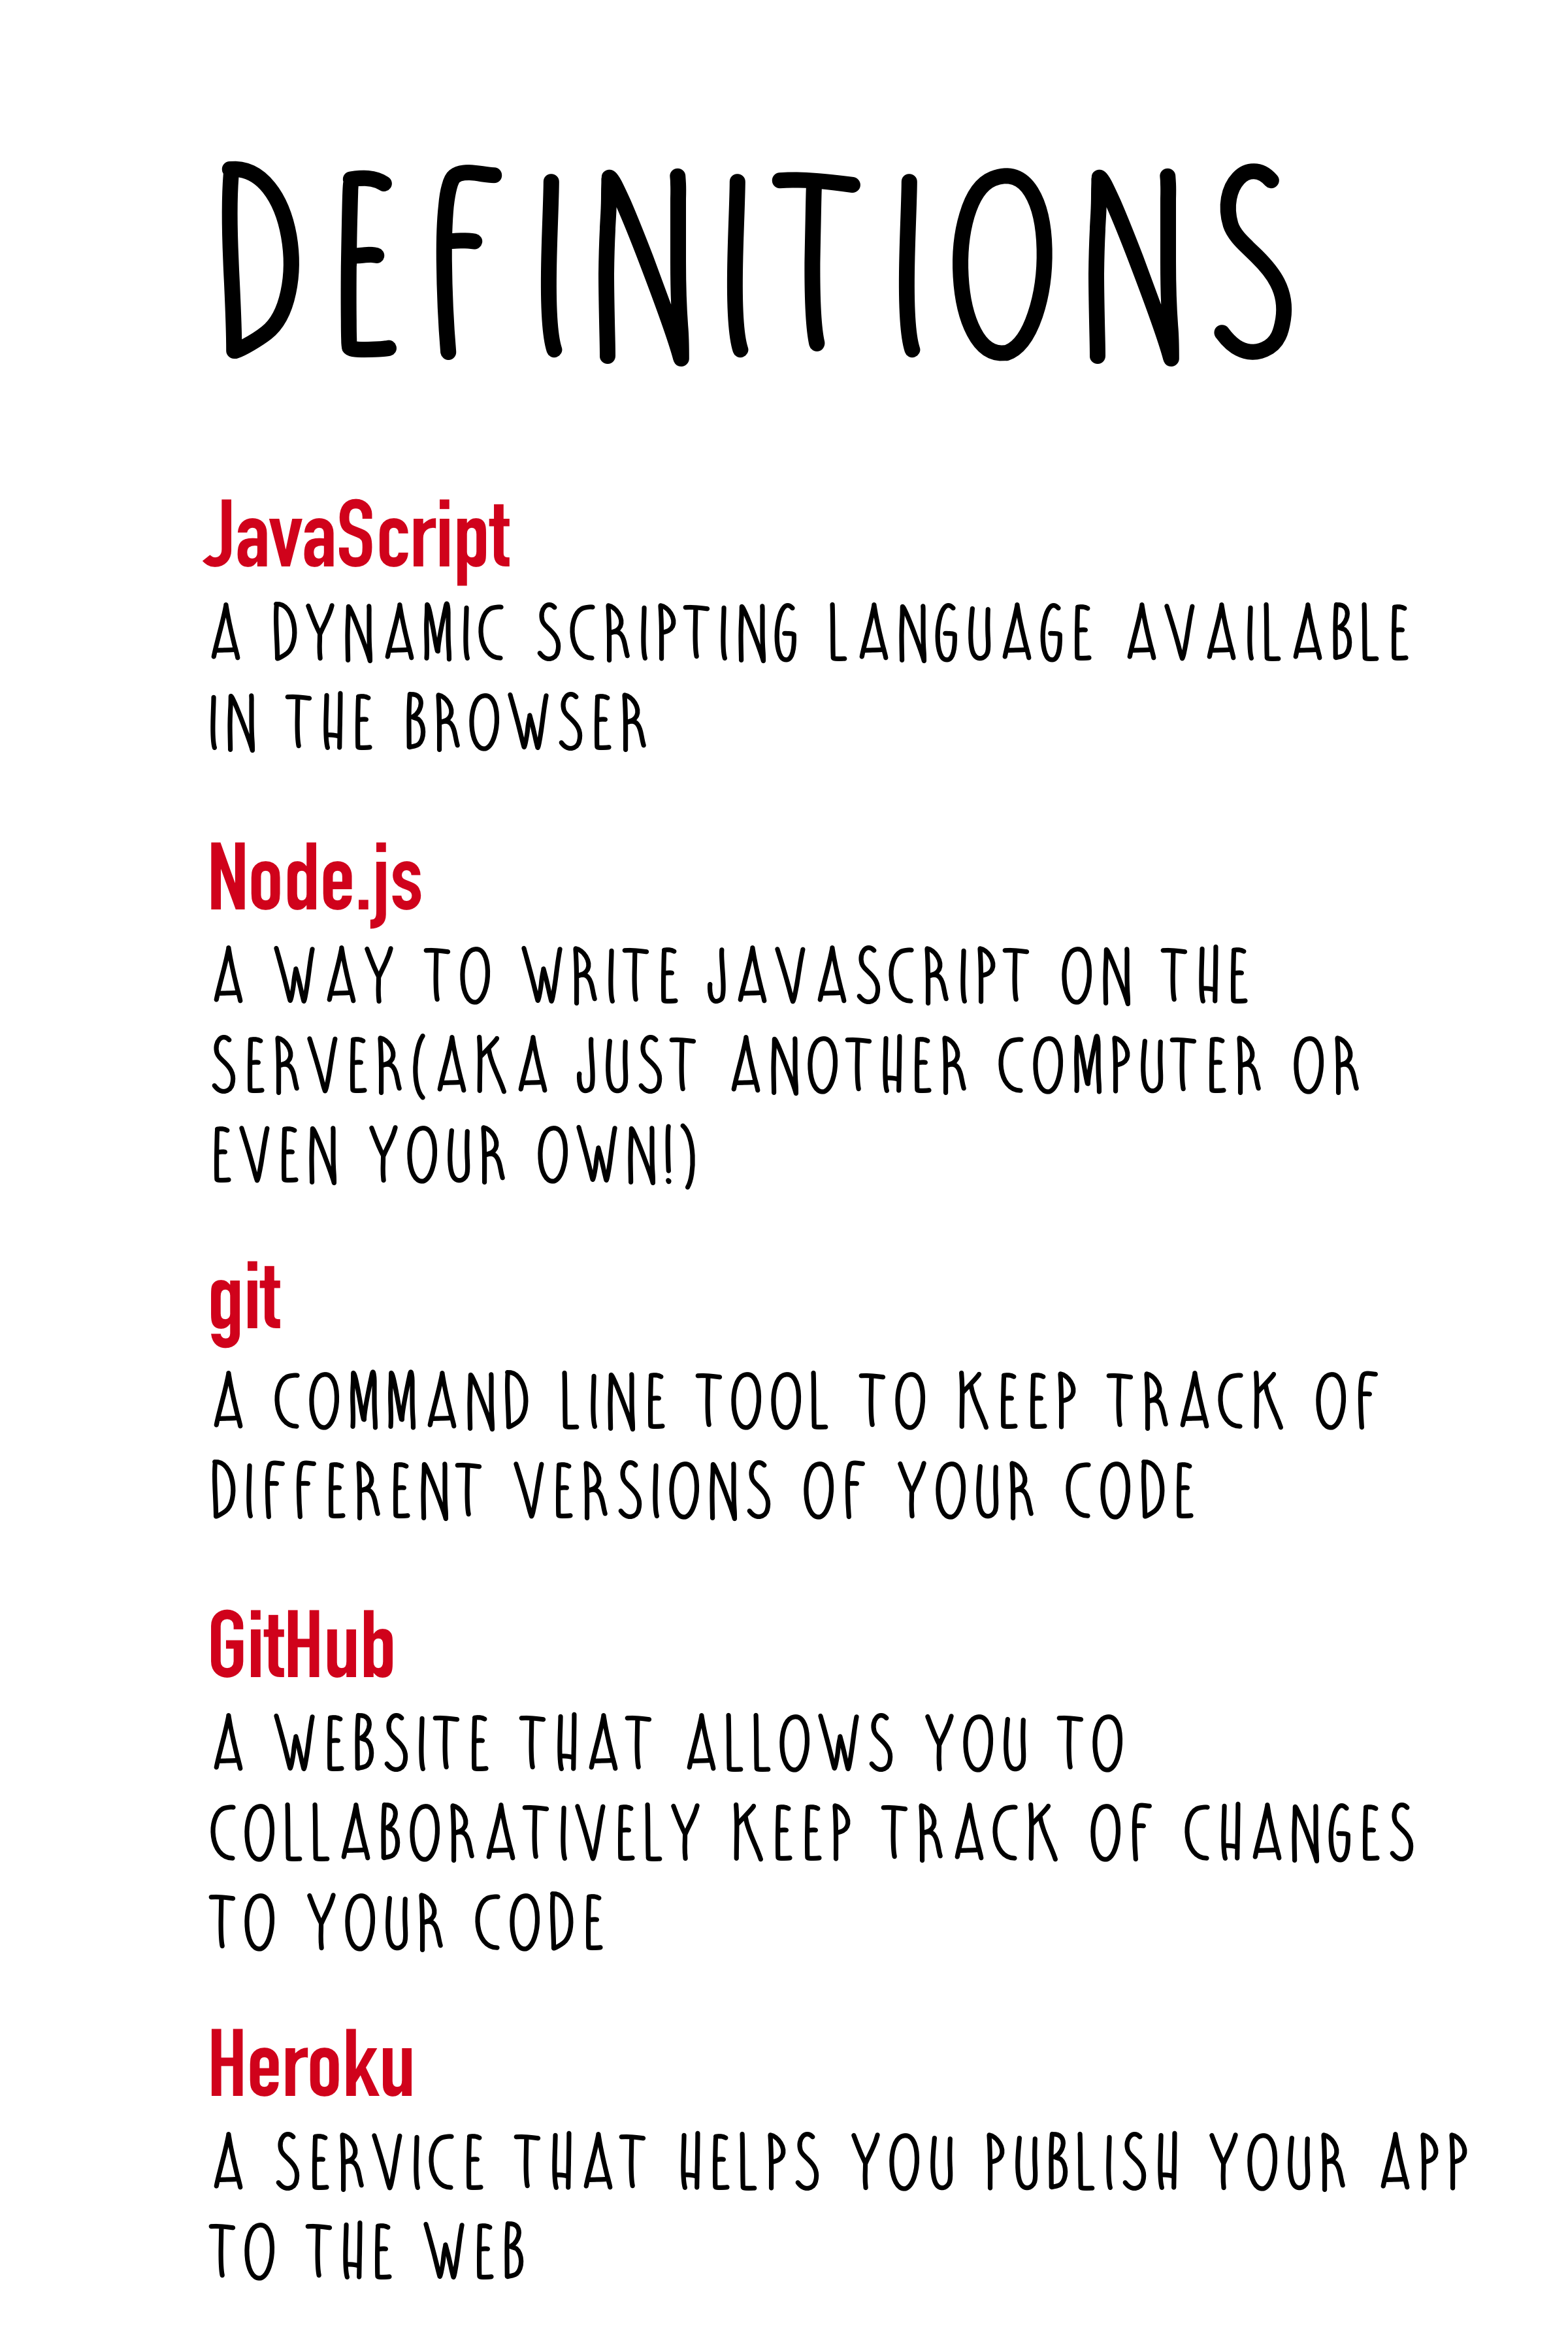 DEFINITIONS
JavaScript
A DYNAMIC SCRIPTING LANGUAGE AVAILABLE
IN THE BROWSER
Node.js
A WAY TO WRITE JAVASCRIPT ON THE
SERVER(AKA JUST ANOTHER COMPUTER OR
EVEN YOUR OWN!)
git
A COMMAND LINE TOOL TO KEEP TRACK OF
DIFFERENT VERSIONS OF YOUR CODE
GitHub
A WEBSITE THAT ALLOWS YOU TO
COLLABORATIVELY KEEP TRACK OF CHANGES
TO YOUR CODE
Heroku
A SERVICE THAT HELPS YOU PUBLISH YOUR APP
TO THE WEB